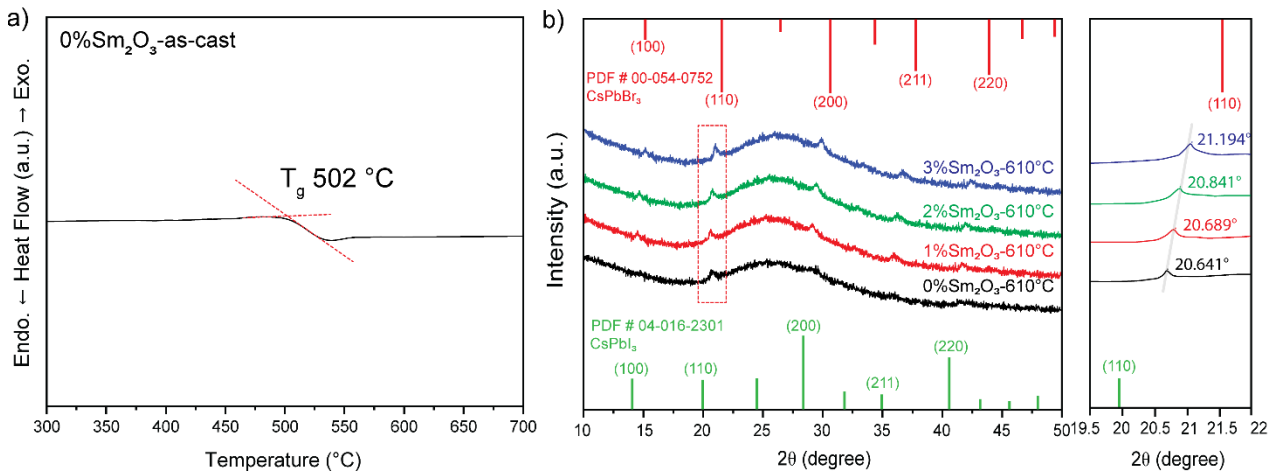 a)
0%Sm₂O₃-as-cast
Endo. ← Heat Flow (a.u.) → Exo.
Tg 502 °C
300 350 400 450 500 550 600 650 700
Temperature (°C)
b)
Intensity (a.u.)
(100)
PDF # 00-054-0752
CsPbBr₃
(110)
(200)
(211)
(220)
3%Sm₂O₃-610°C
2%Sm₂O₃-610°C
1%Sm₂O₃-610°C
0%Sm₂O₃-610°C
PDF # 04-016-2301
CsPbI₃
(200)
(220)
(100)
(110)
(211)
10 15 20 25 30 35 40 45 50
2θ (degree)
(110)
21.194°
20.841°
20.689°
20.641°
(110)
19.5 20 20.5 21 21.5 22
2θ (degree)